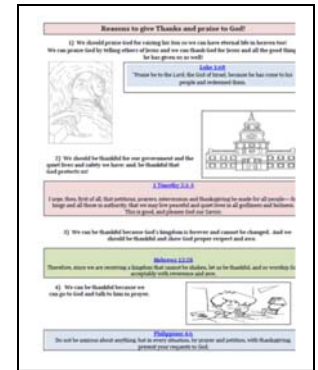 Reasons to give Thanks and praise to God!
1) We should praise God for raising his Son so we can have eternal life in heaven too!
We can praise God by telling others of Jesus and we can thank God for Jesus and all the good thing
he has given us as well!
Luke 1:68
"Praise be to the Lord, the God of Israel, because he has come to his
people and redeemed them.
2) We should be thankful for our government and the
quiet lives and safety we have; and, be thankful that
God protects us!
1 Timothy 2:1-3
I urge, then, first of all, that petitions, prayers, intercession and thanksgiving be made for all people— fo
kings and all those in authority, that we may live peaceful and quiet lives in all godliness and holiness.
This is good, and pleases God our Savior.
3) We can be thankful because God's kingdom is forever and cannot be changed. And we
should be thankful and show God proper respect and awe.
Hebrews 12:28
Therefore, since we are receiving a kingdom that cannot be shaken, let us be thankful, and so worship Go
acceptably with reverence and awe.
4) We can be thankful because we
can go to God and talk to him in prayer.
Philippians 4:6
Do not be anxious about anything, but in every situation, by prayer and petition, with thanksgiving,
present your requests to God.